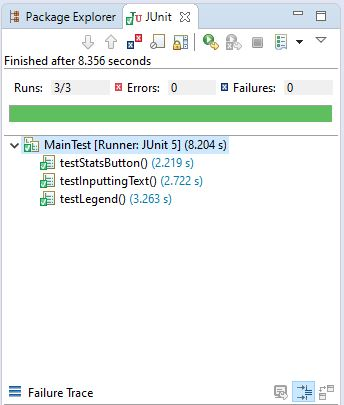 Package Explorer JUnit
Finished after 8.356 seconds
Runs: 3/3 Errors: 0 Failures: 0
MainTest [Runner: JUnit 5] (8.204 s)
testStatsButton() (2.219 s)
testInputtingText() (2.722 s)
testLegend() (3.263 s)
Failure Trace